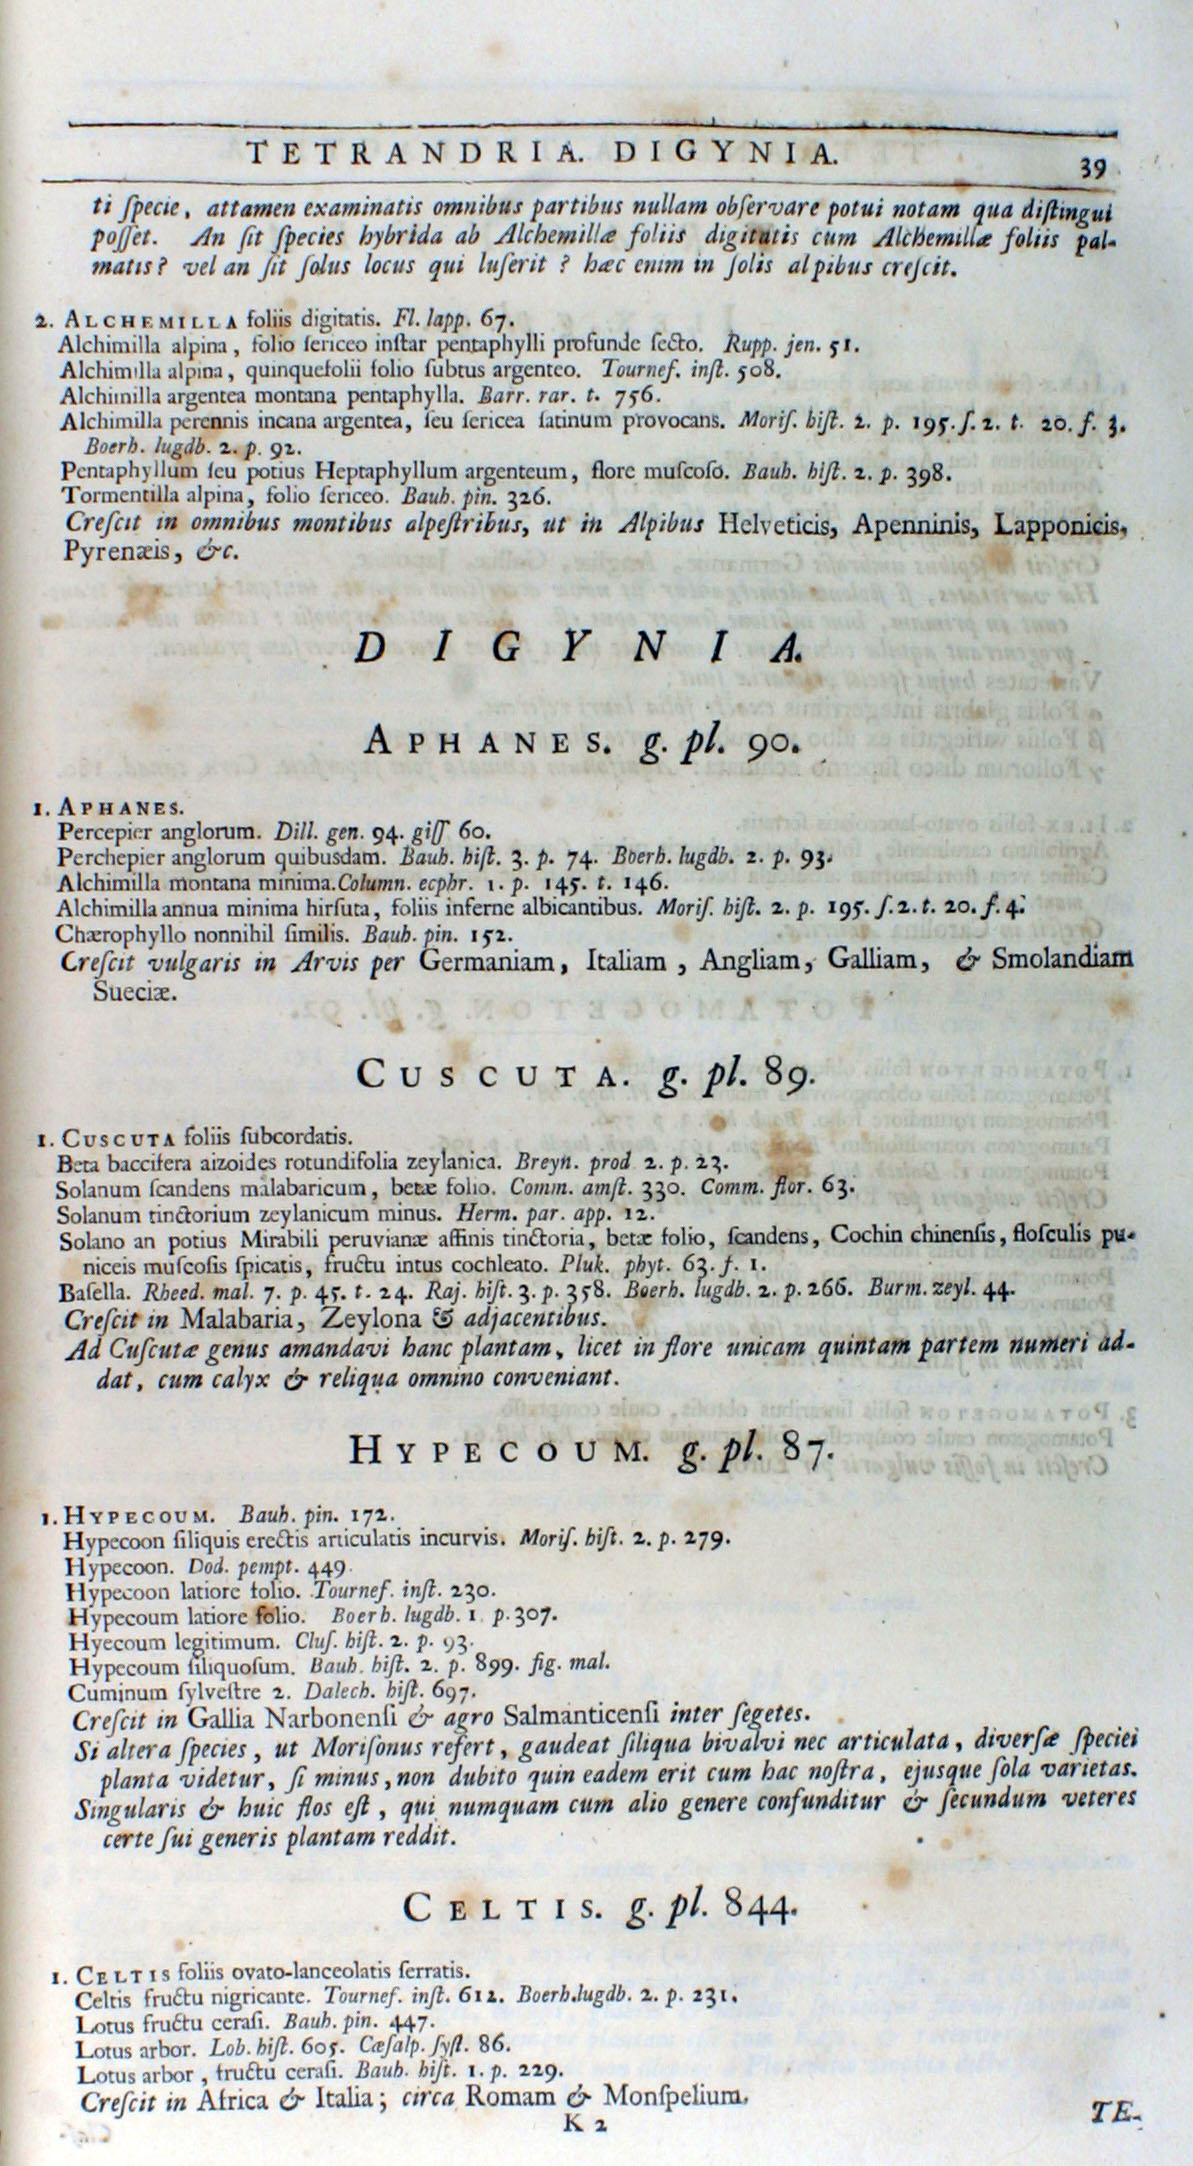 TETRANDRIA. DIGYNIA. 39
ti ſpecie, attamen examinatis omnibus partibus nullam obſervare potui notam qua diſtingui
poſſet. An ſit ſpecies hybrida ab Alchemillæ foliis digitatis cum Alchemillæ foliis pal-
matis? vel an ſit ſolus locus qui luſerit? hæc enim in ſolis alpibus creſcit.
2. ALCHEMILLA foliis digitatis. Fl. lapp. 67.
Alchimilla alpina, folio ſericeo inſtar pentaphylli profunde ſecto. Rupp. jen. 51.
Alchimilla alpina, quinquefolii folio ſubtus argenteo. Tournef. inſt. 508.
Alchimilla argentea montana pentaphylla. Barr. rar. t. 756.
Alchimilla perennis incana argentea, ſeu ſericea ſatinum provocans. Moriſ. hiſt. 2. p. 195. ſ. 2. t. 20. f. 3.
Boerh. lugdb. 2. p. 92.
Pentaphyllum ſeu potius Heptaphyllum argenteum, flore muſcoſo. Bauh. hiſt. 2. p. 398.
Tormentilla alpina, folio ſericeo. Bauh. pin. 326.
Creſcit in omnibus montibus alpeſtribus, ut in Alpibus Helveticis, Apenninis, Lapponicis,
Pyrenæis, &c.
DIGYNIA.
APHANES. g. pl. 90.
1. APHANES.
Percepier anglorum. Dill. gen. 94. giſſ 60.
Perchepier anglorum quibusdam. Bauh. hiſt. 3. p. 74. Boerh. lugdb. 2. p. 93.
Alchimilla montana minima. Column. ecphr. 1. p. 145. t. 146.
Alchimilla annua minima hirſuta, foliis inferne albicantibus. Moriſ. hiſt. 2. p. 195. ſ. 2. t. 20. f. 4.
Chærophyllo nonnihil ſimilis. Bauh. pin. 152.
Creſcit vulgaris in Arvis per Germaniam, Italiam, Angliam, Galliam, & Smolandiam
Sueciæ.
CUSCUTA. g. pl. 89.
1. CUSCUTA foliis ſubcordatis.
Beta baccifera aizoides rotundifolia zeylanica. Breyn. prod 2. p. 23.
Solanum ſcandens malabaricum, betæ folio. Comm. amſt. 330. Comm. flor. 63.
Solanum tinctorium zeylanicum minus. Herm. par. app. 12.
Solano an potius Mirabili peruvianæ affinis tinctoria, betæ folio, ſcandens, Cochin chinenſis, floſculis pu-
niceis muſcoſis ſpicatis, fructu intus cochleato. Pluk. phyt. 63. f. 1.
Baſella. Rheed. mal. 7. p. 45. t. 24. Raj. hiſt. 3. p. 358. Boerh. lugdb. 2. p. 266. Burm. zeyl. 44.
Creſcit in Malabaria, Zeylona & adjacentibus.
Ad Cuſcutæ genus amandavi hanc plantam, licet in flore unicam quintam partem numeri ad-
dat, cum calyx & reliqua omnino conveniant.
HYPECOUM. g. pl. 87.
1. HYPECOUM. Bauh. pin. 172.
Hypecoon ſiliquis erectis articulatis incurvis. Moriſ. hiſt. 2. p. 279.
Hypecoon. Dod. pempt. 449.
Hypecoon latiore folio. Tournef. inſt. 230.
Hypecoum latiore folio. Boerh. lugdb. 1. p. 307.
Hyecoum legitimum. Cluſ. hiſt. 2. p. 93.
Hypecoum ſiliquoſum. Bauh. hiſt. 2. p. 899. fig. mal.
Cuminum ſylveſtre 2. Dalech. hiſt. 697.
Creſcit in Gallia Narbonenſi & agro Salmanticenſi inter ſegetes.
Si altera ſpecies, ut Moriſonus refert, gaudeat ſiliqua bivalvi nec articulata, diverſæ ſpeciei
planta videtur, ſi minus, non dubito quin eadem erit cum hac noſtra, ejusque ſola varietas.
Singularis & huic flos eſt, qui numquam cum alio genere confunditur & ſecundum veteres
certe ſui generis plantam reddit.
CELTIS. g. pl. 844.
1. CELTIS foliis ovato-lanceolatis ſerratis.
Celtis fructu nigricante. Tournef. inſt. 612. Boerh. lugdb. 2. p. 231.
Lotus fructu ceraſi. Bauh. pin. 447.
Lotus arbor. Lob. hiſt. 605. Cæſalp. ſyſt. 86.
Lotus arbor, fructu ceraſi. Bauh. hiſt. 1. p. 229.
Creſcit in Africa & Italia; circa Romam & Monſpelium.
K 2
TE-